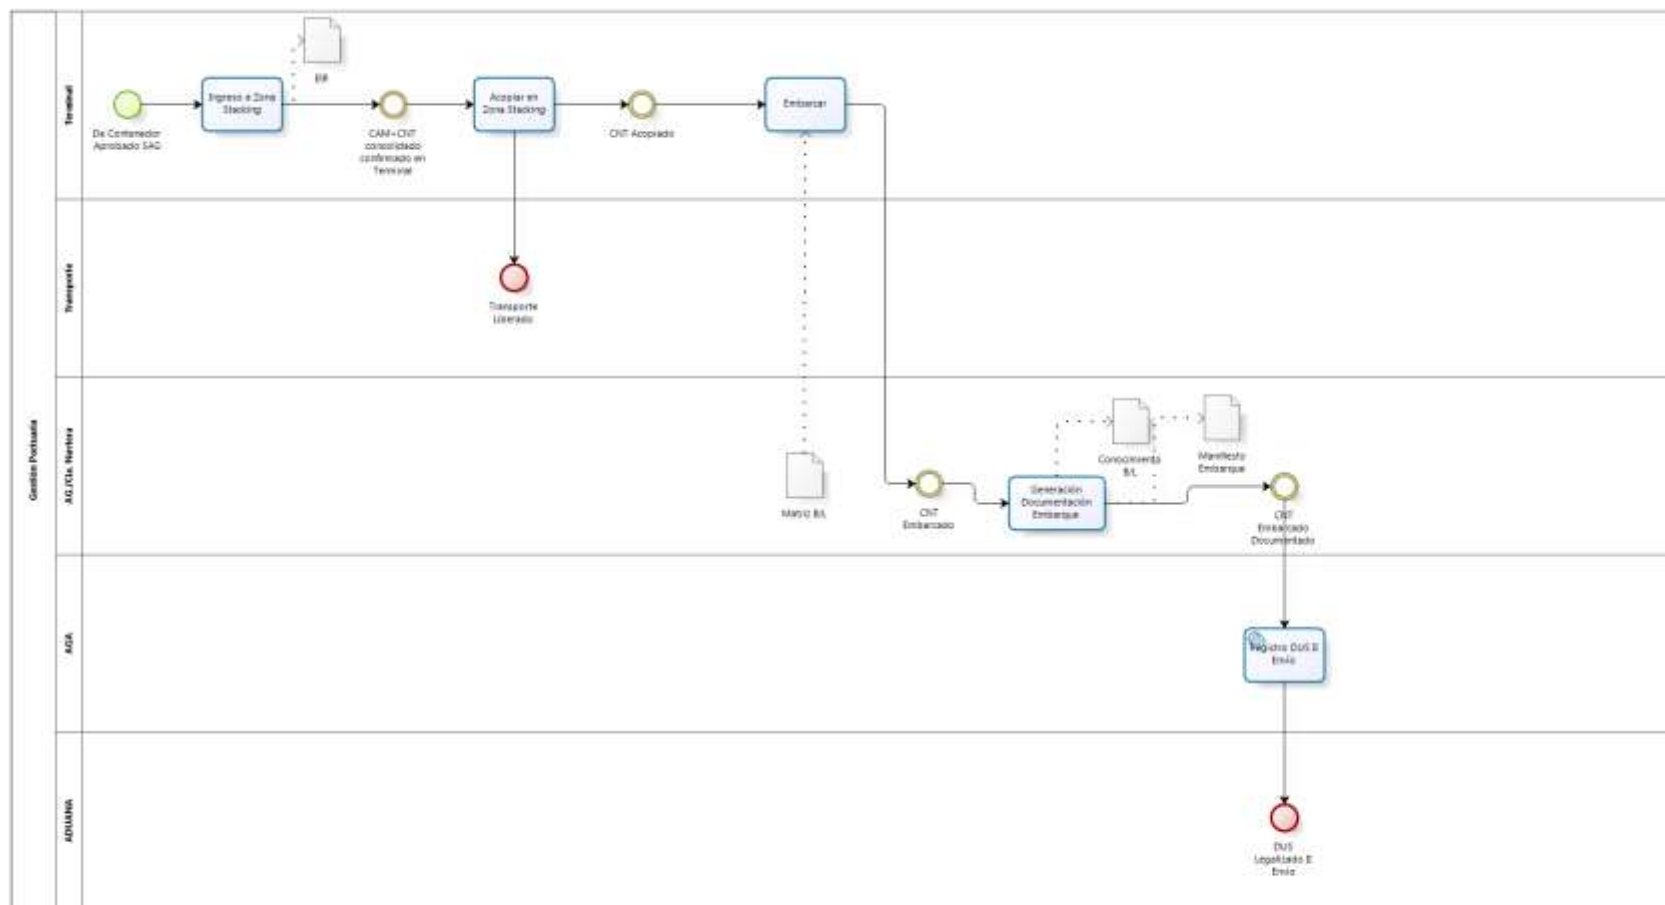 Gestión Portuaria
Terminal
De Contenedor
Aprobado SAG
Ingreso a Zona
Stacking
EIR
CAM+CNT
consolidado
confirmado en
Terminal
Acopiar en
Zona Stacking
CNT Acopiado
Embarcar
Transporte
Transporte
Liberado
AG./Cía. Naviera
Matriz B/L
CNT
Embarcado
Generación
Documentación
Embarque
Conocimiento
B/L
Manifiesto
Embarque
CNT
Embarcado
Documentado
AGA
Registro DUS II
Envío
ADUANA
DUS
Legalizado II
Envío